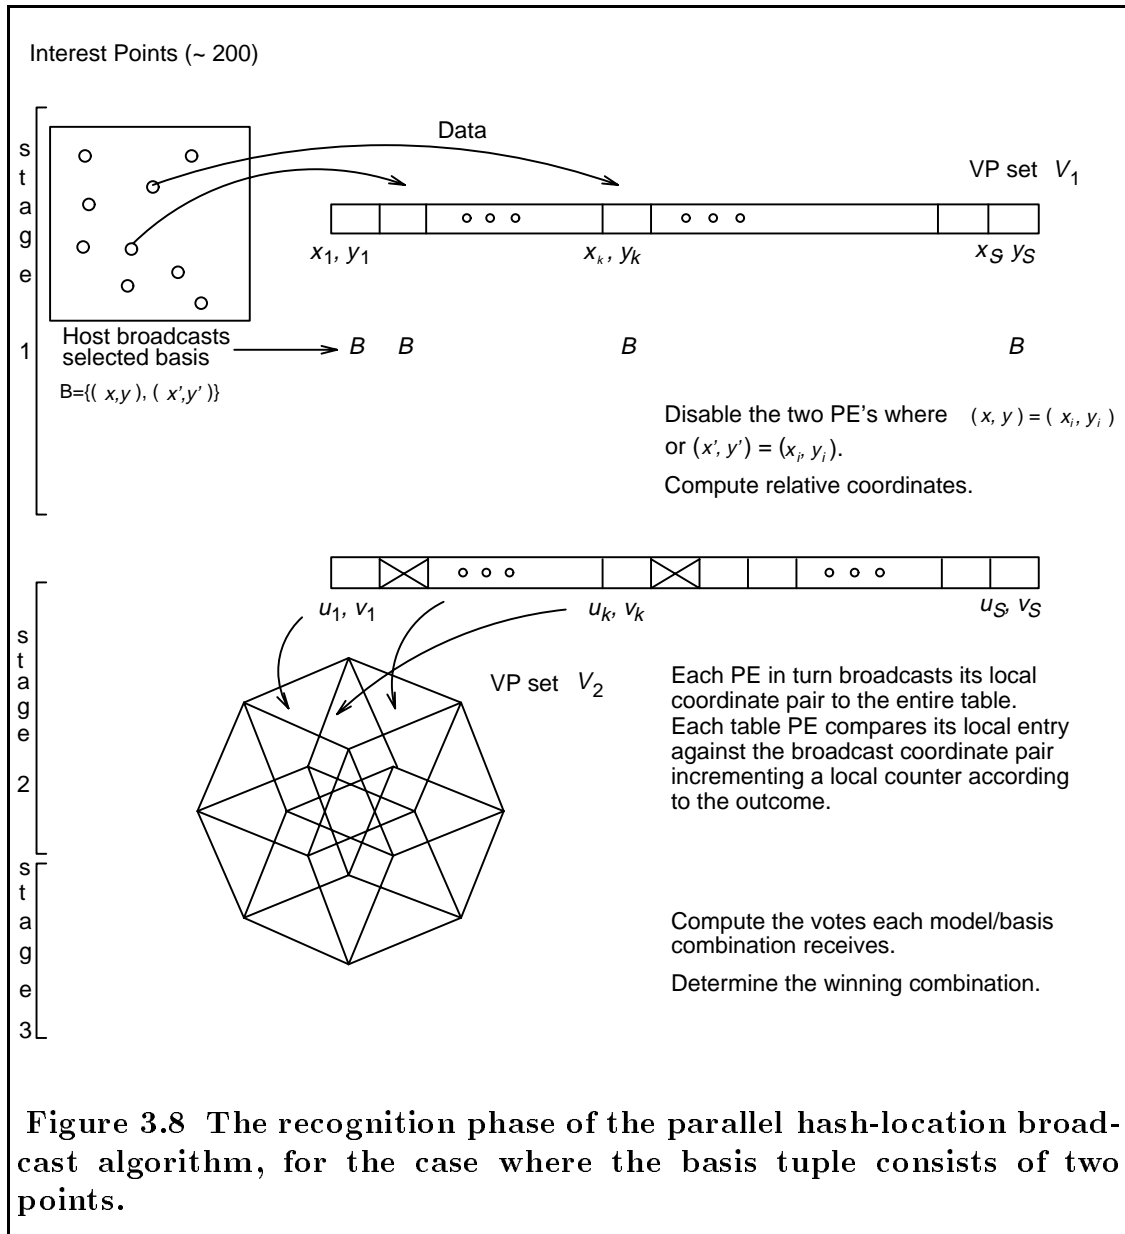 Interest Points (~ 200)
stage 1
Data
VP set V1
x1, y1
xk, yk
xS, yS
Host broadcasts
selected basis
B={( x,y ), ( x',y' )}
B B B B
Disable the two PE's where (x, y) = ( xi, yi )
or (x', y') = (xi, yi).
Compute relative coordinates.
stage 2
u1, v1
uk, vk
uS, vS
VP set V2
Each PE in turn broadcasts its local
coordinate pair to the entire table.
Each table PE compares its local entry
against the broadcast coordinate pair
incrementing a local counter according
to the outcome.
stage 3
Compute the votes each model/basis
combination receives.
Determine the winning combination.
Figure 3.8 The recognition phase of the parallel hash-location broad-
cast algorithm, for the case where the basis tuple consists of two
points.